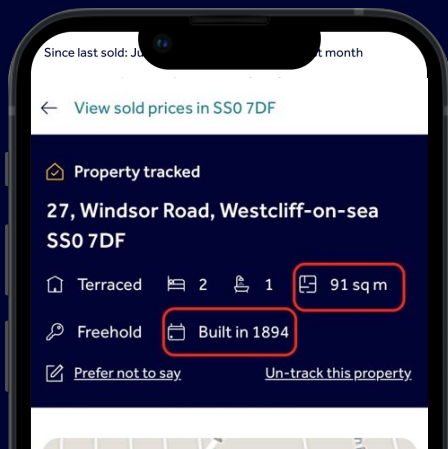 Since last sold: Ju t month
View sold prices in SS0 7DF
Property tracked
27, Windsor Road, Westcliff-on-sea
SS0 7DF
Terraced 2 1 91 sq m
Freehold Built in 1894
Prefer not to say Un-track this property